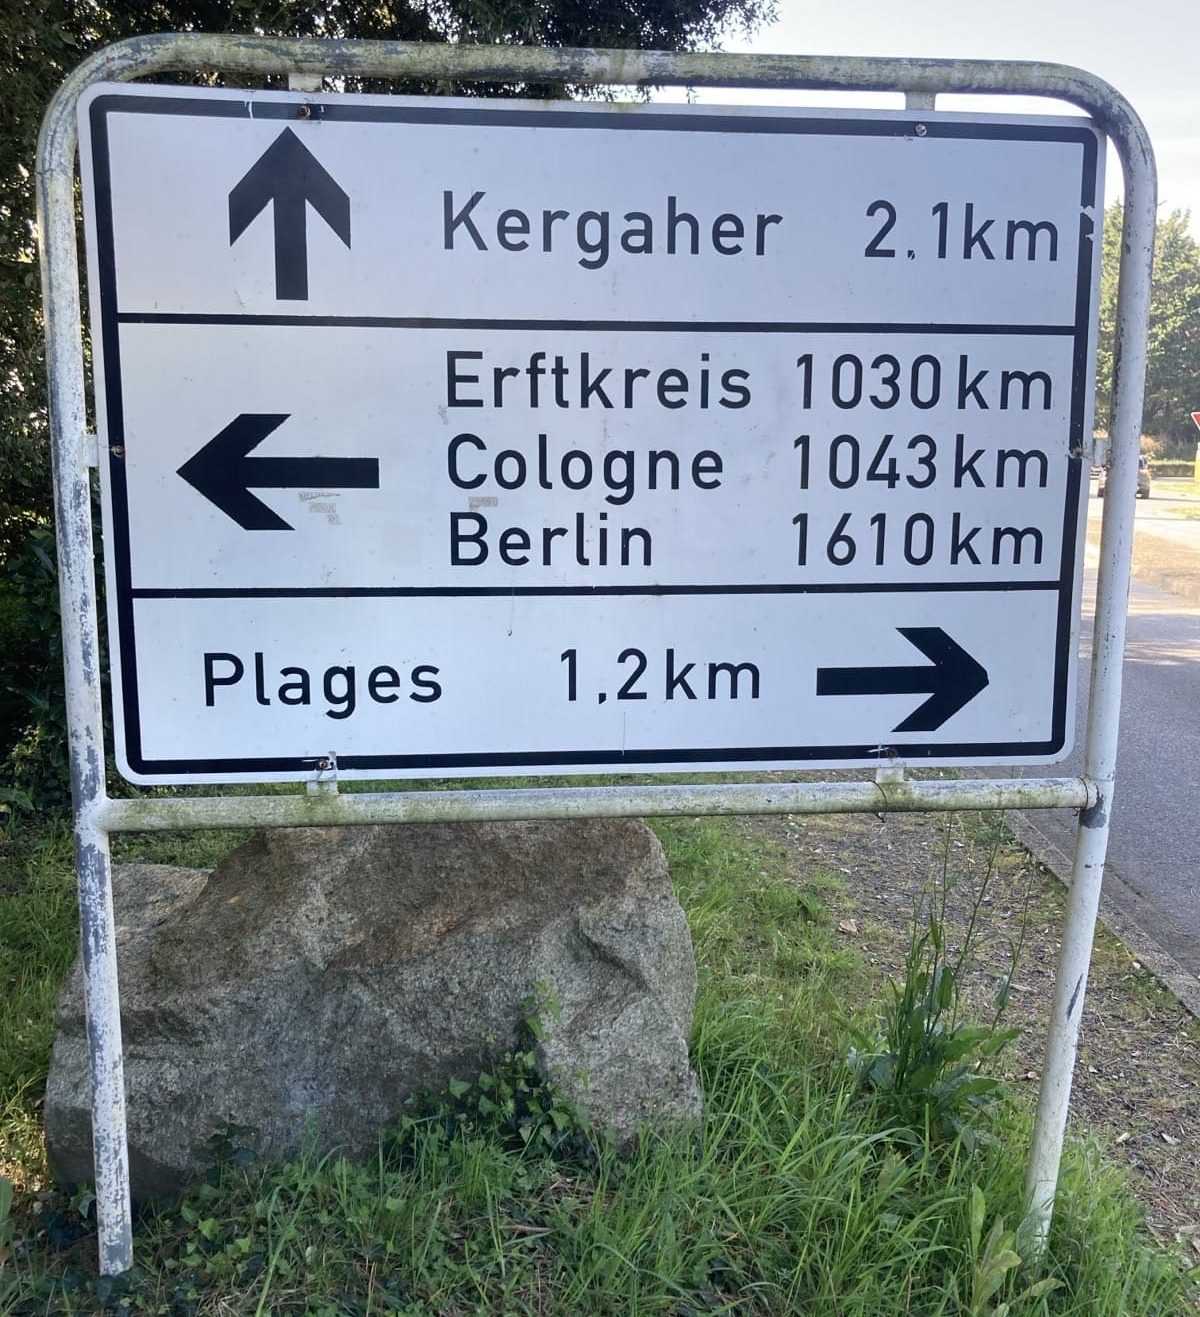 Kergaher 2,1km
Erftkreis 1030km
Cologne 1043km
Berlin 1610km
Plages 1,2km